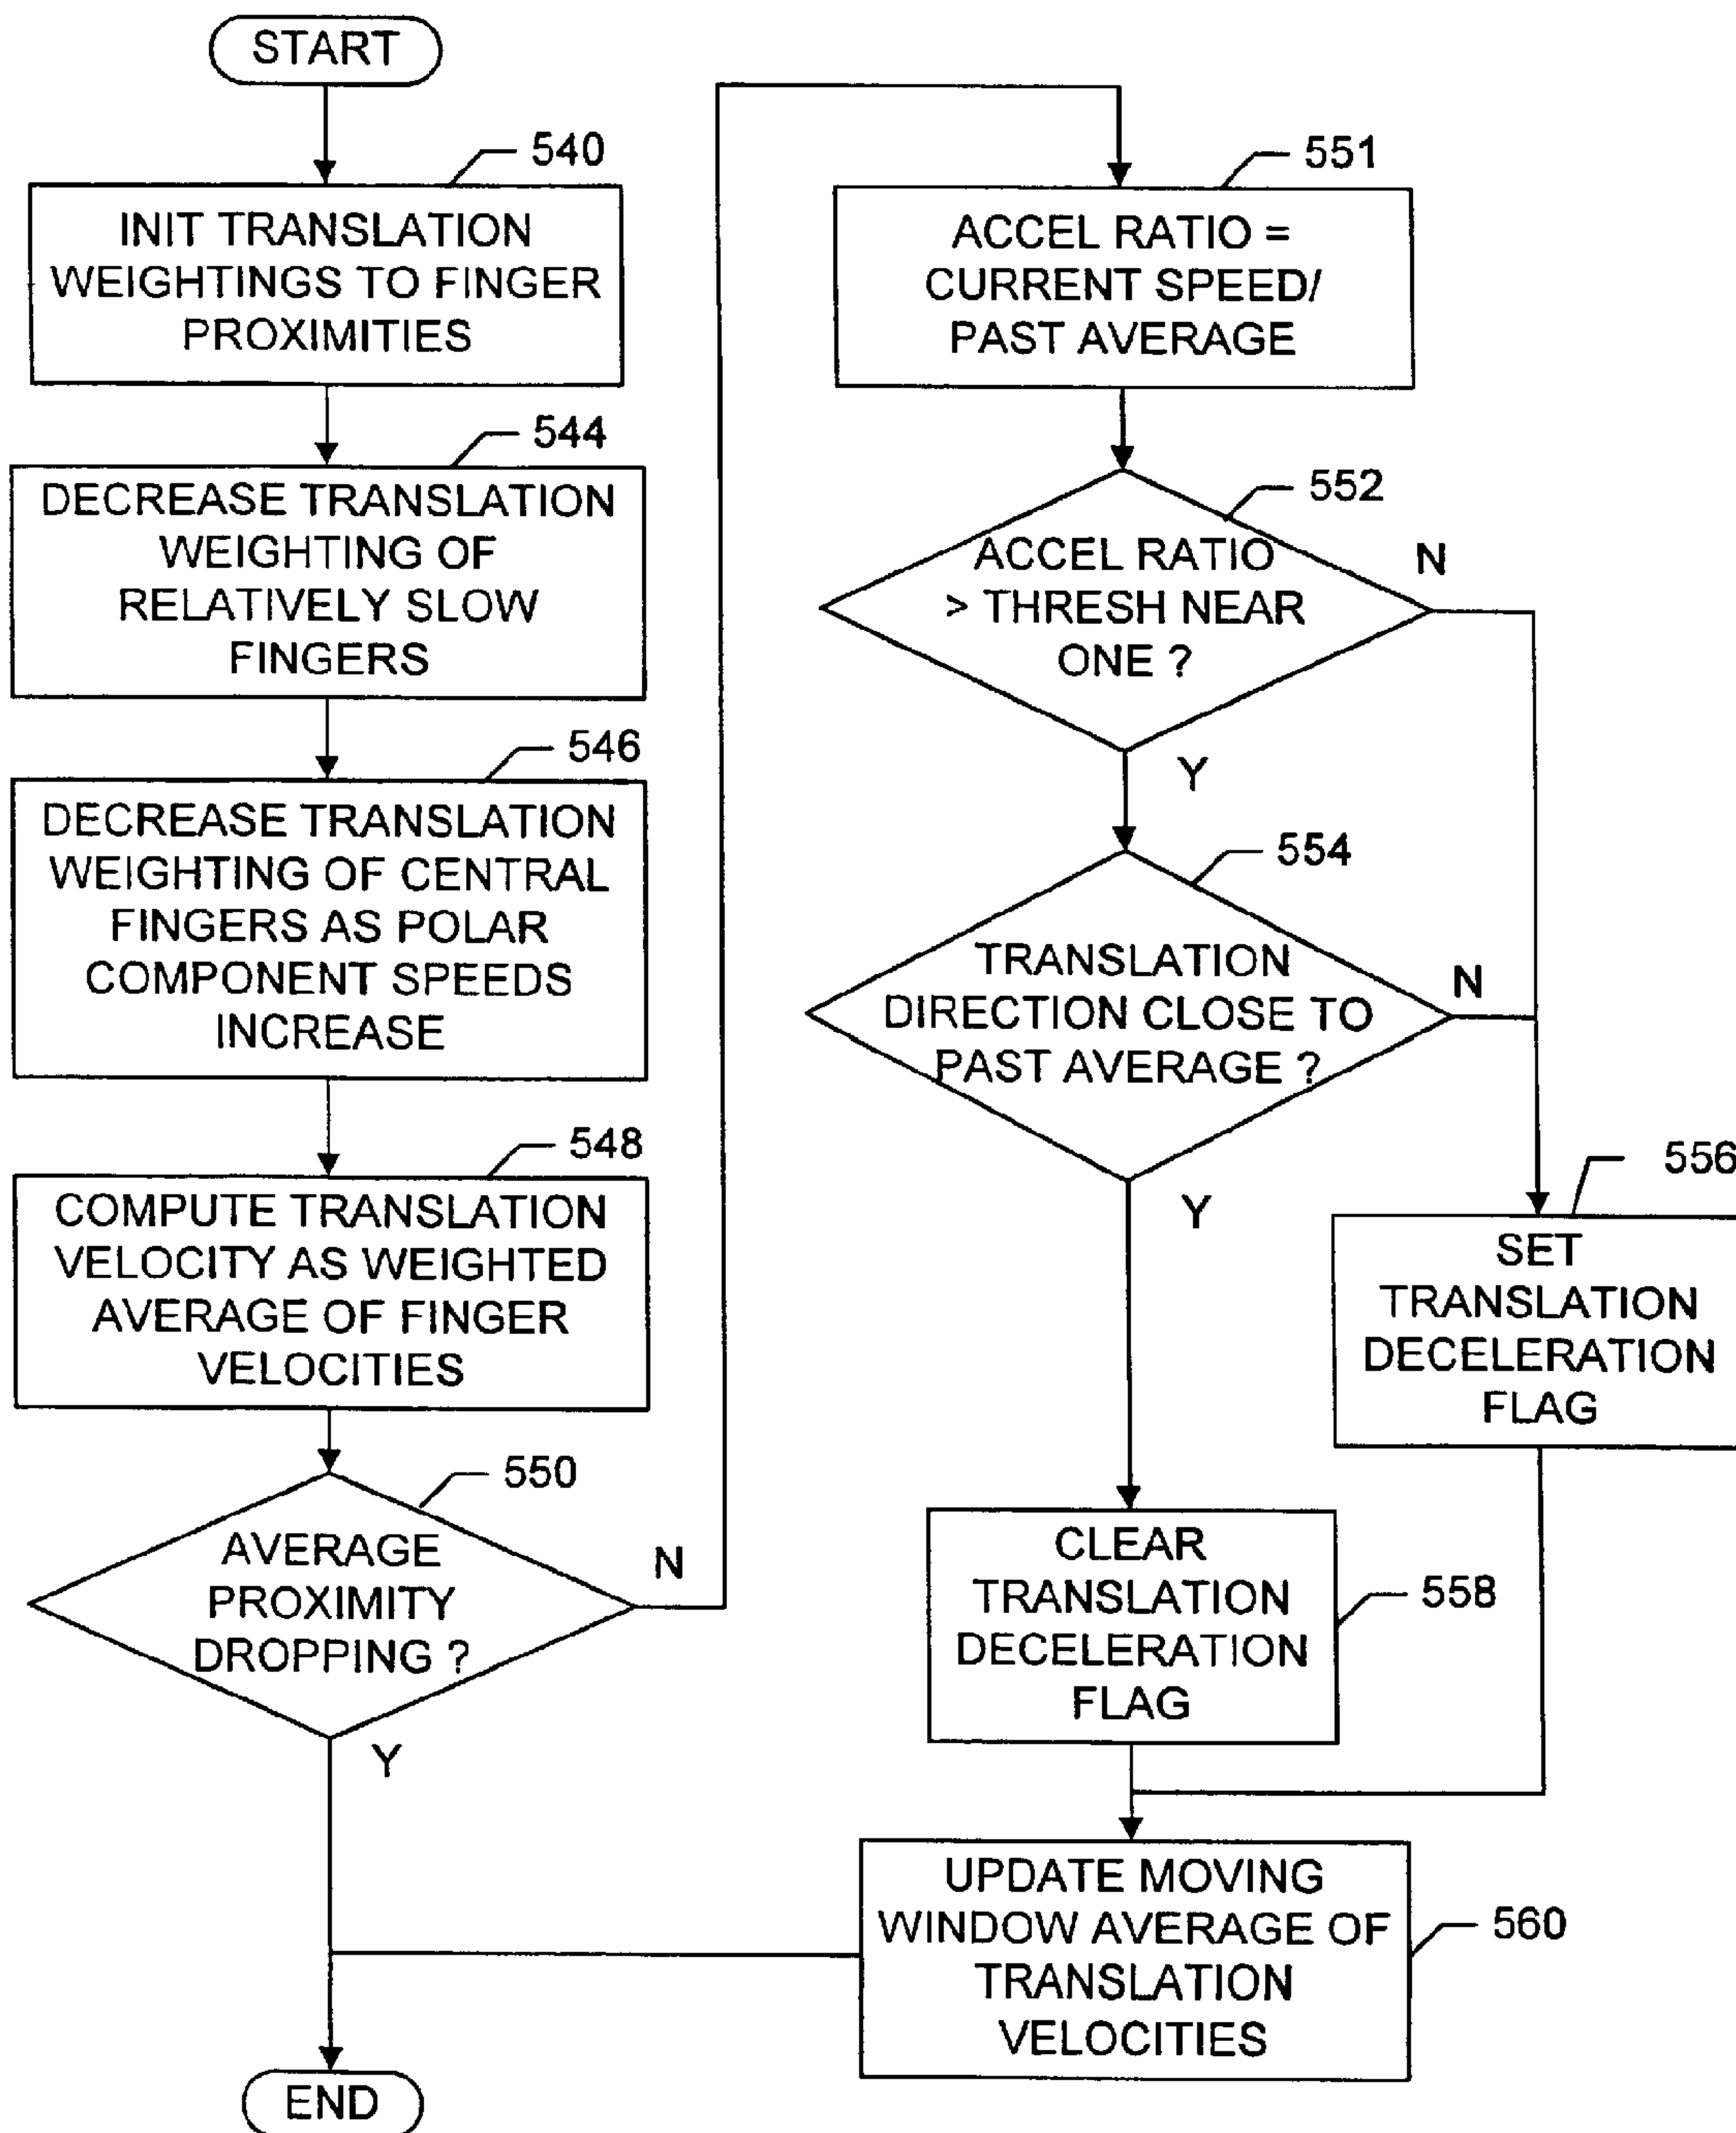 START
540
INIT TRANSLATION
WEIGHTINGS TO FINGER
PROXIMITIES
544
DECREASE TRANSLATION
WEIGHTING OF
RELATIVELY SLOW
FINGERS
546
DECREASE TRANSLATION
WEIGHTING OF CENTRAL
FINGERS AS POLAR
COMPONENT SPEEDS
INCREASE
548
COMPUTE TRANSLATION
VELOCITY AS WEIGHTED
AVERAGE OF FINGER
VELOCITIES
550
AVERAGE
PROXIMITY
DROPPING ?
N
Y
551
ACCEL RATIO =
CURRENT SPEED/
PAST AVERAGE
552
ACCEL RATIO
> THRESH NEAR
ONE ?
N
Y
554
TRANSLATION
DIRECTION CLOSE TO
PAST AVERAGE ?
N
Y
556
SET
TRANSLATION
DECELERATION
FLAG
558
CLEAR
TRANSLATION
DECELERATION
FLAG
560
UPDATE MOVING
WINDOW AVERAGE OF
TRANSLATION
VELOCITIES
END